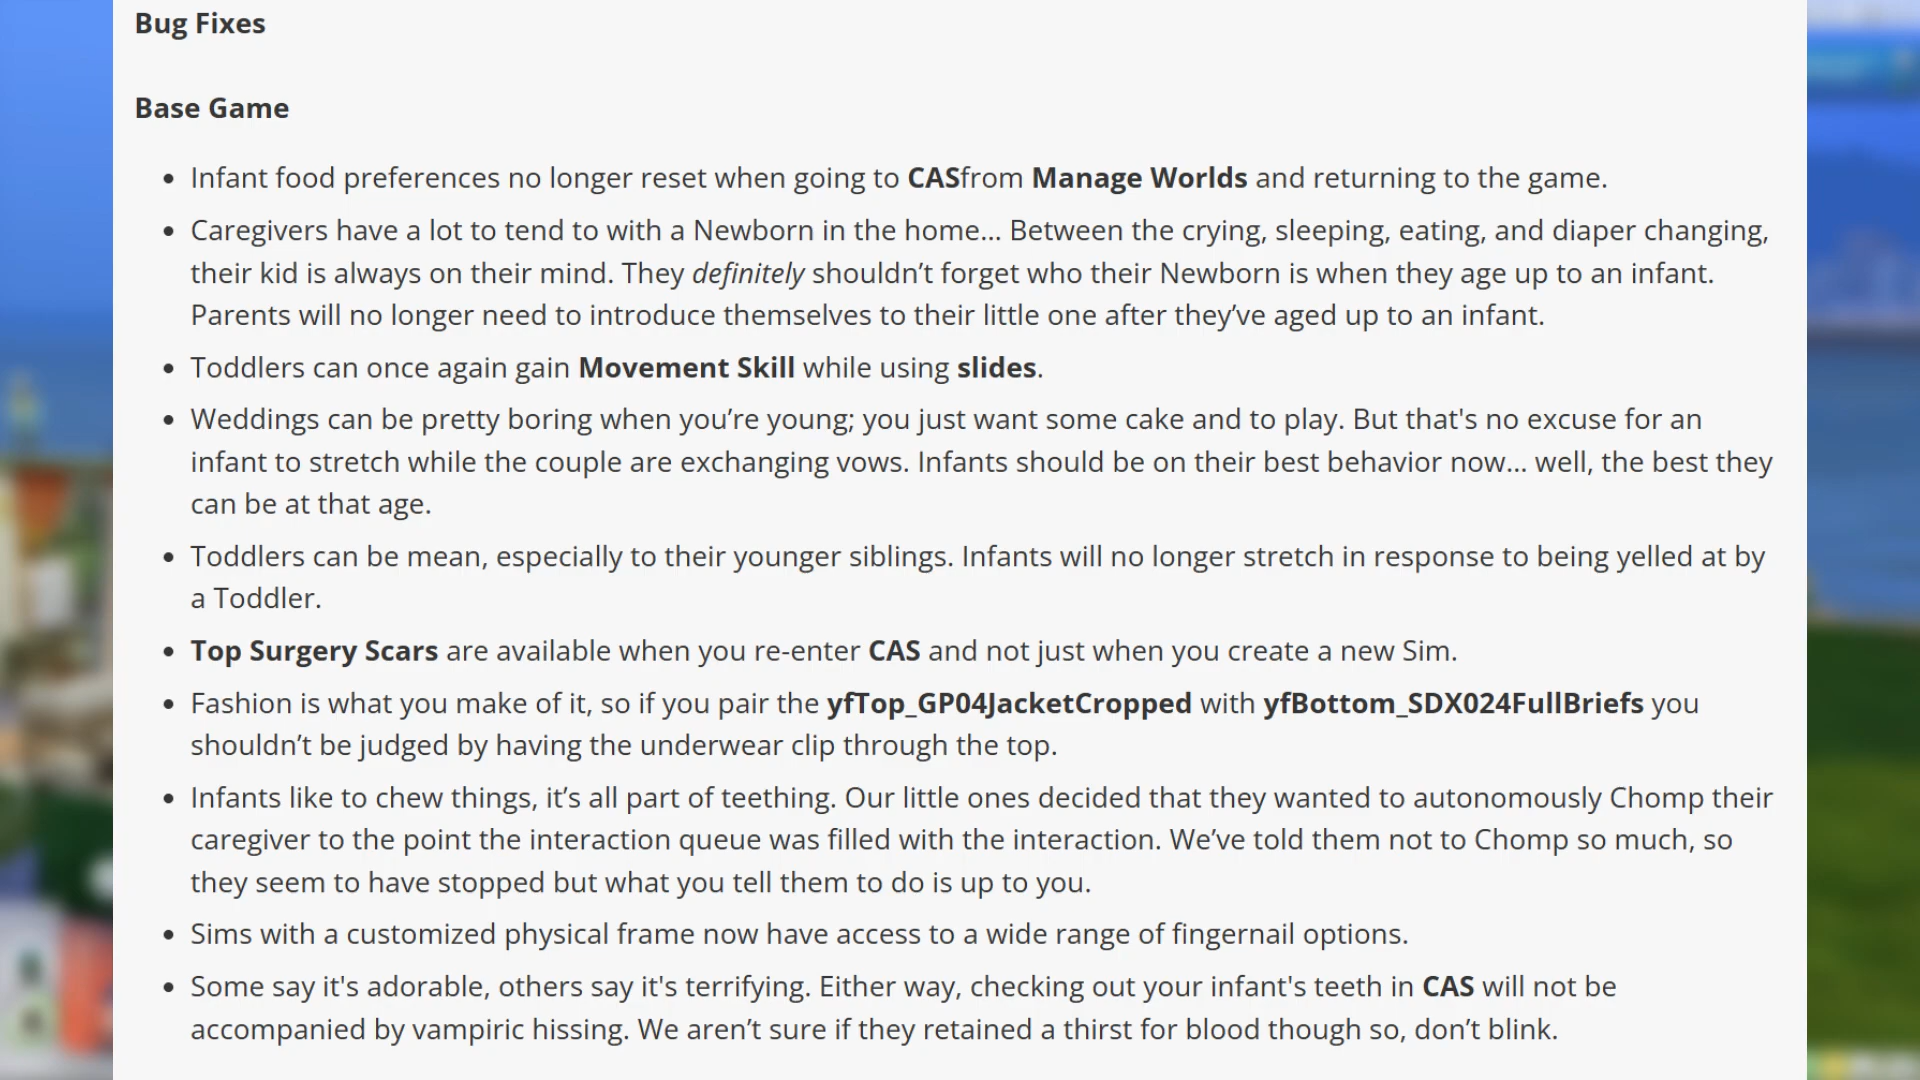 Bug Fixes
Base Game
• Infant food preferences no longer reset when going to CASfrom Manage Worlds and returning to the game.
• Caregivers have a lot to tend to with a Newborn in the home… Between the crying, sleeping, eating, and diaper changing,
their kid is always on their mind. They definitely shouldn’t forget who their Newborn is when they age up to an infant.
Parents will no longer need to introduce themselves to their little one after they’ve aged up to an infant.
• Toddlers can once again gain Movement Skill while using slides.
• Weddings can be pretty boring when you’re young; you just want some cake and to play. But that's no excuse for an
infant to stretch while the couple are exchanging vows. Infants should be on their best behavior now… well, the best they
can be at that age.
• Toddlers can be mean, especially to their younger siblings. Infants will no longer stretch in response to being yelled at by
a Toddler.
• Top Surgery Scars are available when you re-enter CAS and not just when you create a new Sim.
• Fashion is what you make of it, so if you pair the yfTop_GP04JacketCropped with yfBottom_SDX024FullBriefs you
shouldn’t be judged by having the underwear clip through the top.
• Infants like to chew things, it’s all part of teething. Our little ones decided that they wanted to autonomously Chomp their
caregiver to the point the interaction queue was filled with the interaction. We’ve told them not to Chomp so much, so
they seem to have stopped but what you tell them to do is up to you.
• Sims with a customized physical frame now have access to a wide range of fingernail options.
• Some say it's adorable, others say it's terrifying. Either way, checking out your infant's teeth in CAS will not be
accompanied by vampiric hissing. We aren’t sure if they retained a thirst for blood though so, don’t blink.